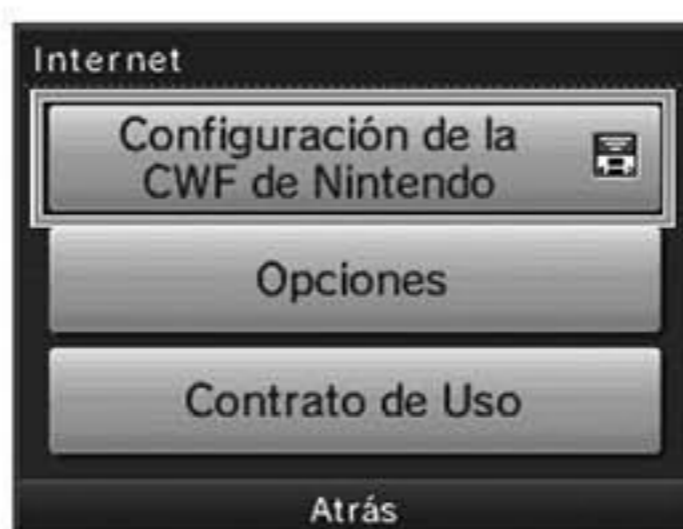 Internet
Configuración de la
CWF de Nintendo
Opciones
Contrato de Uso
Atrás